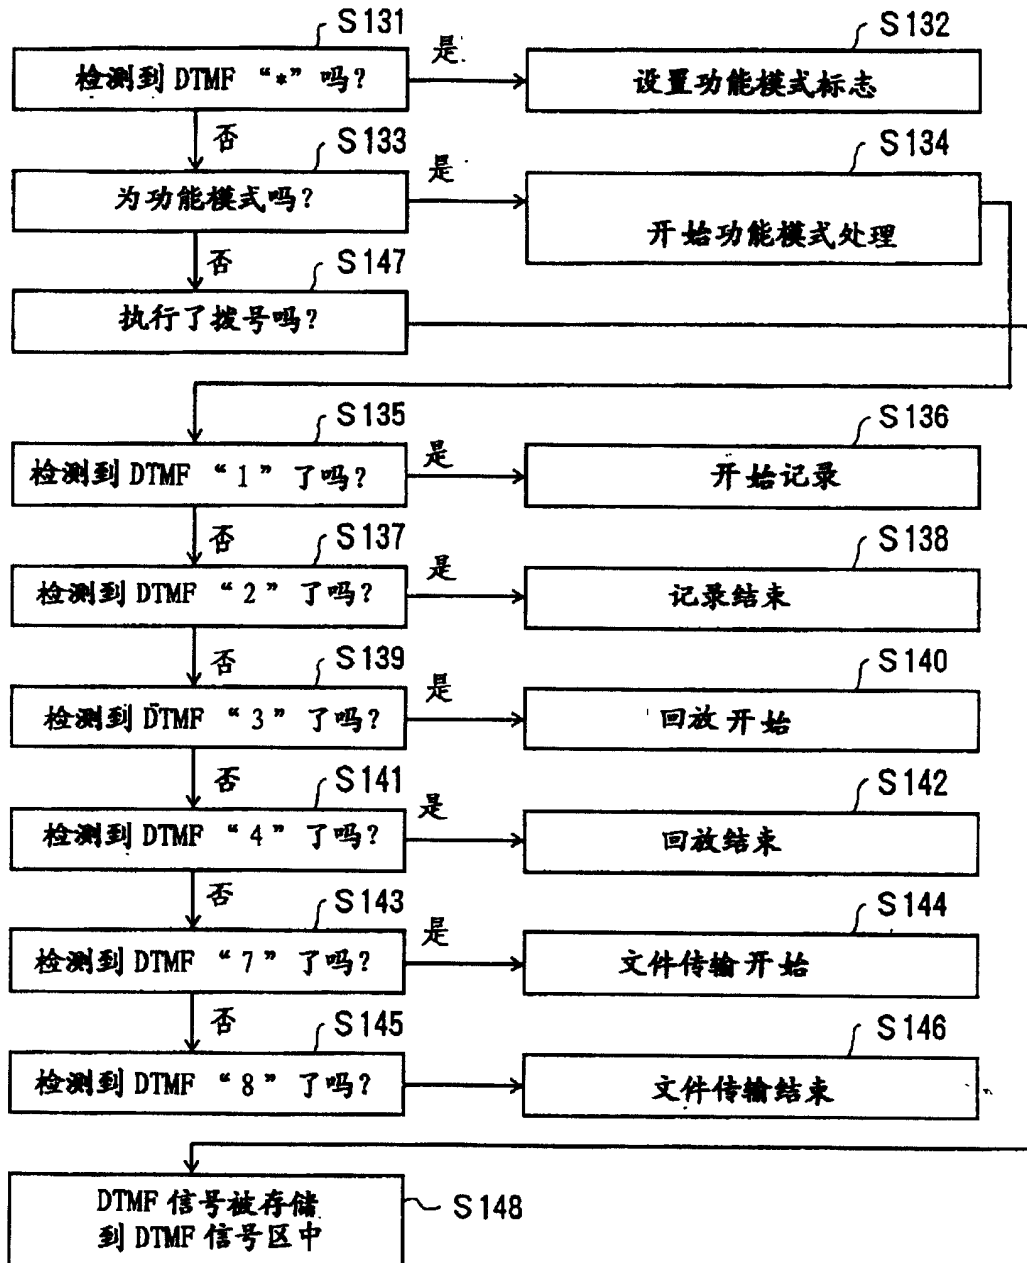 S131
检测到 DTMF “*” 吗?
是
S132
设置功能模式标志
否
S133
为功能模式吗?
是
S134
开始功能模式处理
否
S147
执行了拨号吗?
S135
检测到 DTMF “1” 了吗?
是
S136
开始记录
否
S137
检测到 DTMF “2” 了吗?
是
S138
记录结束
否
S139
检测到 DTMF “3” 了吗?
是
S140
回放开始
否
S141
检测到 DTMF “4” 了吗?
是
S142
回放结束
否
S143
检测到 DTMF “7” 了吗?
是
S144
文件传输开始
否
S145
检测到 DTMF “8” 了吗?
S146
文件传输结束
DTMF 信号被存储
到 DTMF 信号区中
S148